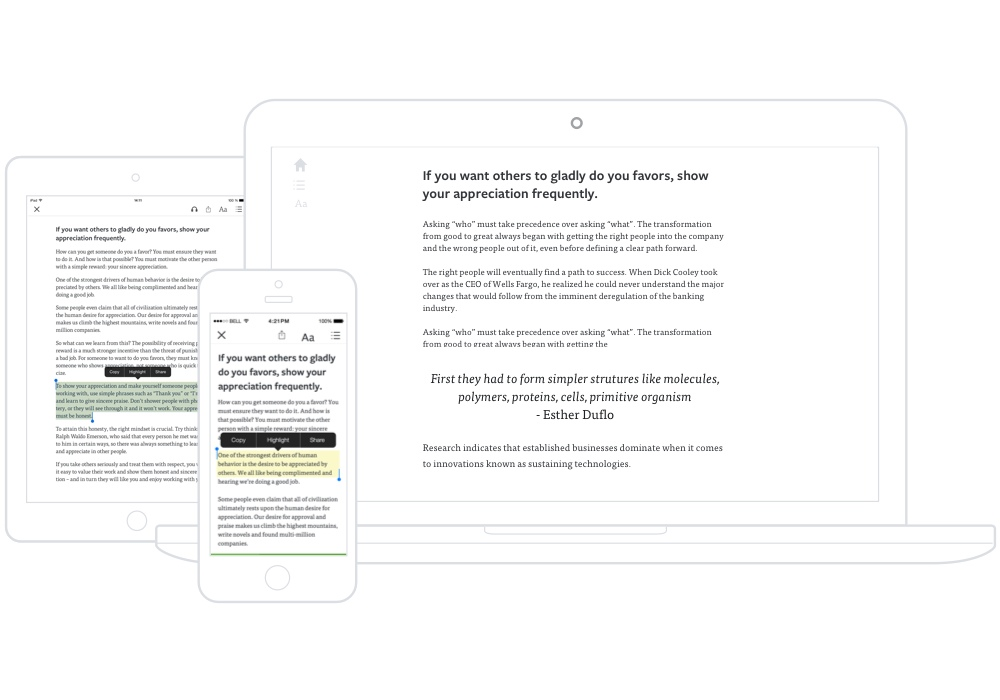 iPad
14:11
100 %
Aa
If you want others to gladly do you favors, show your
appreciation frequently.
How can you get someone do you a favor? You must ensure they want
to do it. And how is that possible? You must motivate the other person
with a simple reward: your sincere appreciation.
One of the strongest drivers of human behavior is the desire to
preciated by others. We all like being complimented and hear
doing a good job.
Some people even claim that all of civilisation ultimately rest
the human desire for appreciation. Our desire for approval an
makes us climb the highest mountains, write novels and foun
million companies.
So what can we learn from this? The possibility of receiving
reward is a much stronger incentive than the threat of punish
a bad job. For someone to want to do you favors, they must kn
someone who shows appreciation, not someone who is quick
cise.
Copy
Highlight
Share
To show your appreciation and make yourself someone peopl
working with, use simple phrases such as "Thank you" or
and learn to give sincere praise. Don't shower people with
tery, or they will see through it and it won't work. Your appre
must be honest.
To attain this honesty, the right mindset is crucial. Try think
Ralph Waldo Emerson, who said that every person he met wa
to him in certain ways, so there was always something to lea
and appreciate in other people.
If you take others seriously and treat them with respect, you
it easy to value their work and show them honest and sincere
tion – and in turn they will like you and enjoy working with
BELL
4:21PM
100%
Aa
If you want others to gladly
do you favors, show your
appreciation frequently.
How can you get someone do you a favor? You
must ensure they want to do it. And how is
that possible? You must motivate the other
person with a simple reward: your sincere
Copy
Highlight
Share
One of the strongest drivers of human
behavior is the desire to be appreciated by
others. We all like being complimented and
hearing we're doing a good job.
Some people even claim that all of civilisation
ultimately rests upon the human desire for
appreciation. Our desire for approval and
praise makes us climb the highest mountains,
write novels and found multi-million
companies.
Aa
If you want others to gladly do you favors, show
your appreciation frequently.
Asking “who” must take precedence over asking “what”. The transformation
from good to great always began with getting the right people into the company
and the wrong people out of it, even before defining a clear path forward.
The right people will eventually find a path to success. When Dick Cooley took
over as the CEO of Wells Fargo, he realized he could never understand the major
changes that would follow from the imminent deregulation of the banking
industry.
Asking “who” must take precedence over asking “what”. The transformation
from good to great always began with getting the
First they had to form simpler strutures like molecules,
polymers, proteins, cells, primitive organism
- Esther Duflo
Research indicates that established businesses dominate when it comes
to innovations known as sustaining technologies.